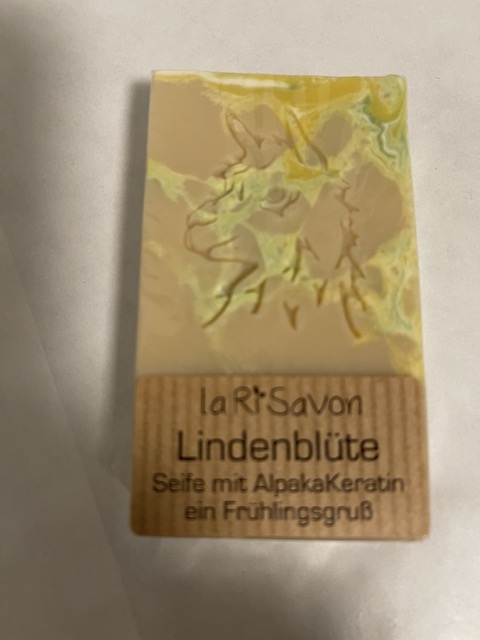 la Ri Savon
Lindenblüte
Seife mit AlpakaKeratin
ein Frühlingsgruß